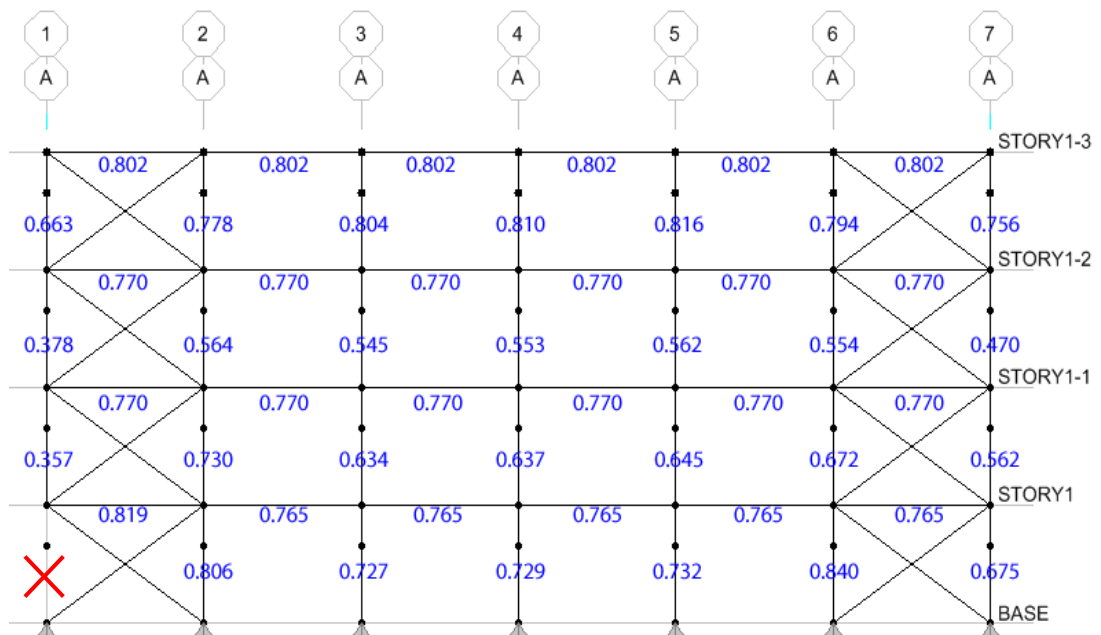 1 2 3 4 5 6 7
A A A A A A A
STORY1-3
0.802 0.802 0.802 0.802 0.802 0.802
0.663 0.778 0.804 0.810 0.816 0.794 0.756
STORY1-2
0.770 0.770 0.770 0.770 0.770 0.770
0.378 0.564 0.545 0.553 0.562 0.554 0.470
STORY1-1
0.770 0.770 0.770 0.770 0.770 0.770
0.357 0.730 0.634 0.637 0.645 0.672 0.562
STORY1
0.819 0.765 0.765 0.765 0.765 0.765
0.806 0.727 0.729 0.732 0.840 0.675
BASE